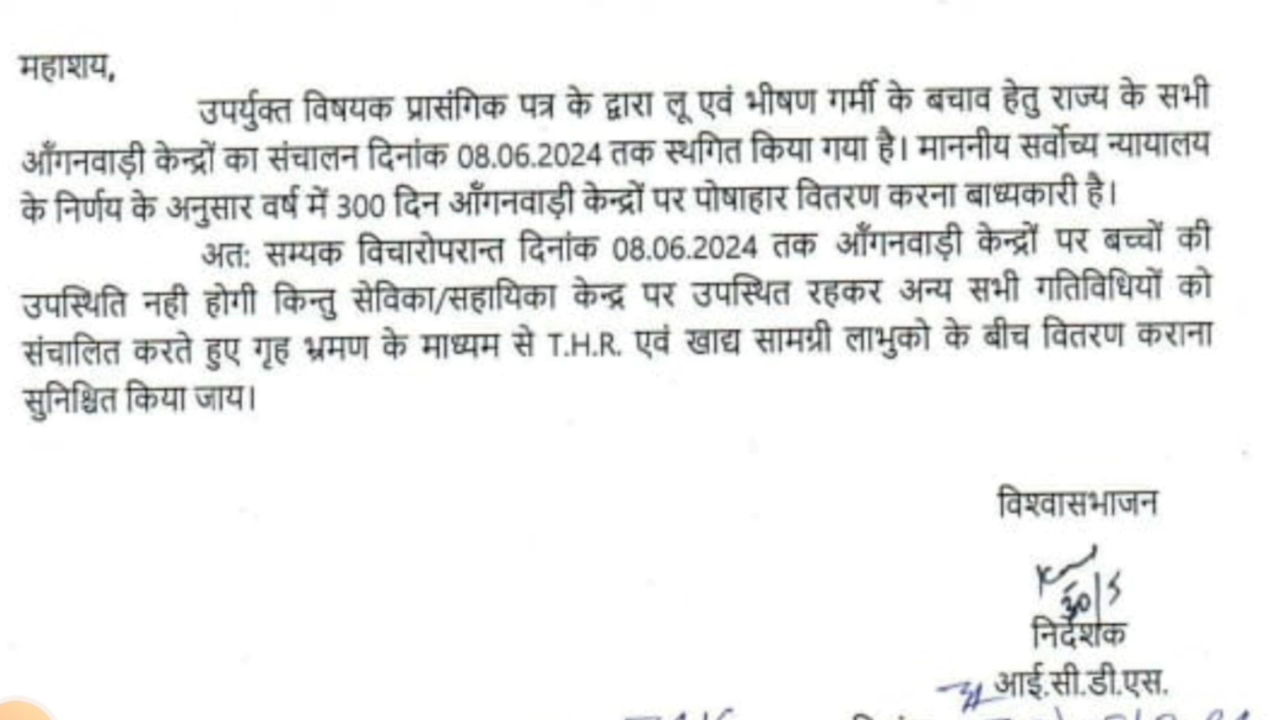 महाशय,
उपर्युक्त विषयक प्रासंगिक पत्र के द्वारा लू एवं भीषण गर्मी के बचाव हेतु राज्य के सभी
आँगनवाड़ी केन्द्रों का संचालन दिनांक 08.06.2024 तक स्थगित किया गया है। माननीय सर्वोच्य न्यायालय
के निर्णय के अनुसार वर्ष में 300 दिन आँगनवाड़ी केन्द्रों पर पोषाहार वितरण करना बाध्यकारी है।
अत: सम्यक विचारोपरान्त दिनांक 08.06.2024 तक आँगनवाड़ी केन्द्रों पर बच्चों की
उपस्थिति नही होगी किन्तु सेविका/सहायिका केन्द्र पर उपस्थित रहकर अन्य सभी गतिविधियों को
संचालित करते हुए गृह भ्रमण के माध्यम से T.H.R. एवं खाद्य सामग्री लाभुको के बीच वितरण कराना
सुनिश्चित किया जाय।
विश्वासभाजन
30/5
निदेशक
आई.सी.डी.एस.